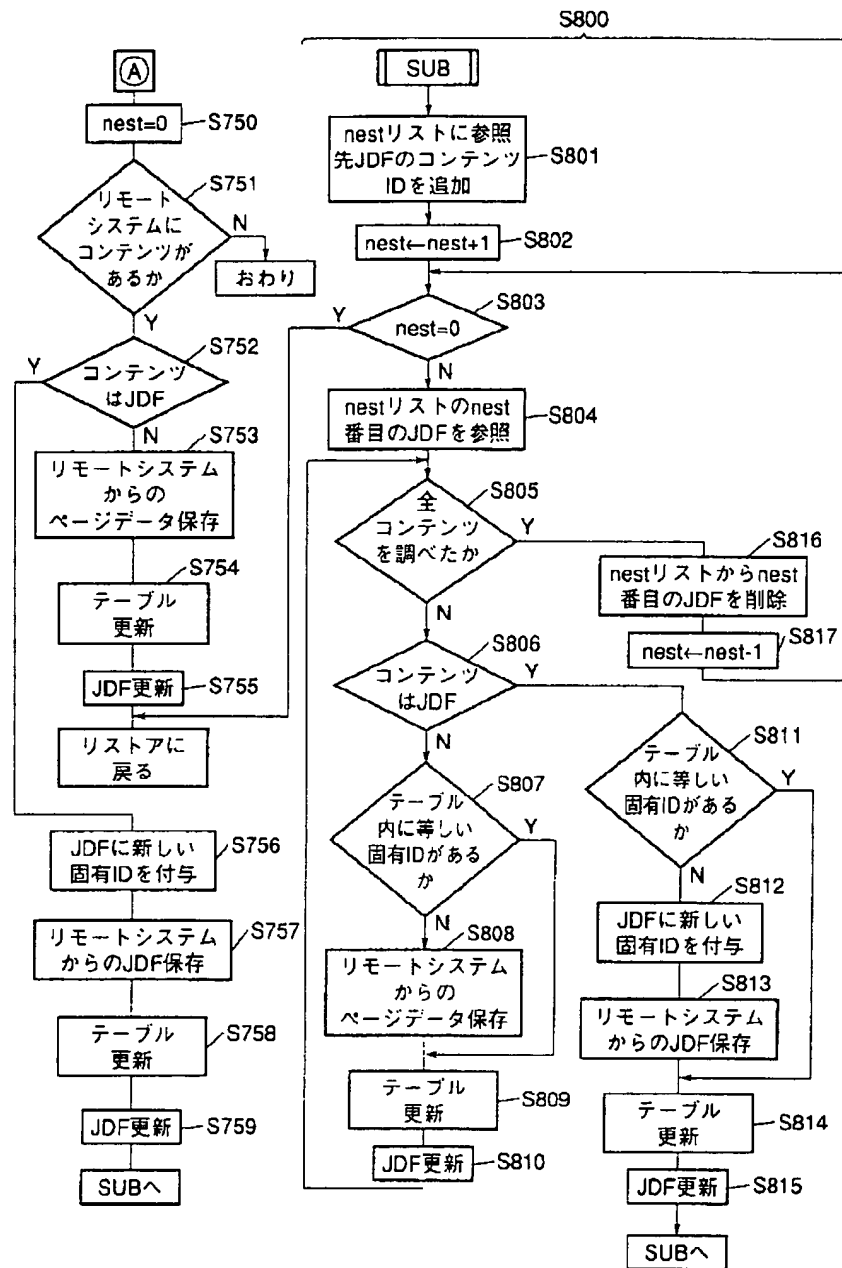 S800
Ⓐ
nest=0
S750
S751
リモート
システムに
コンテンツが
あるか
N
おわり
Y
S752
Y
コンテンツ
はJDF
N
S753
リモートシステム
からの
ページデータ保存
S754
テーブル
更新
JDF更新
S755
リストアに
戻る
JDFに新しい
固有IDを付与
S756
リモートシステム
からのJDF保存
S757
テーブル
更新
S758
JDF更新
S759
SUBへ
SUB
nestリストに参照
先JDFのコンテンツ
IDを追加
S801
nest←nest+1
S802
S803
Y
nest=0
N
nestリストのnest
番目のJDFを参照
S804
S805
全
コンテンツ
を調べたか
Y
N
S806
コンテンツ
はJDF
Y
N
S807
テーブル
内に等しい
固有IDがある
か
Y
N
S808
リモートシステム
からの
ページデータ保存
テーブル
更新
S809
JDF更新
S810
S816
nestリストからnest
番目のJDFを削除
S817
nest←nest-1
S811
テーブル
内に等しい
固有IDがある
か
Y
N
S812
JDFに新しい
固有IDを付与
S813
リモートシステム
からのJDF保存
テーブル
更新
S814
JDF更新
S815
SUBへ